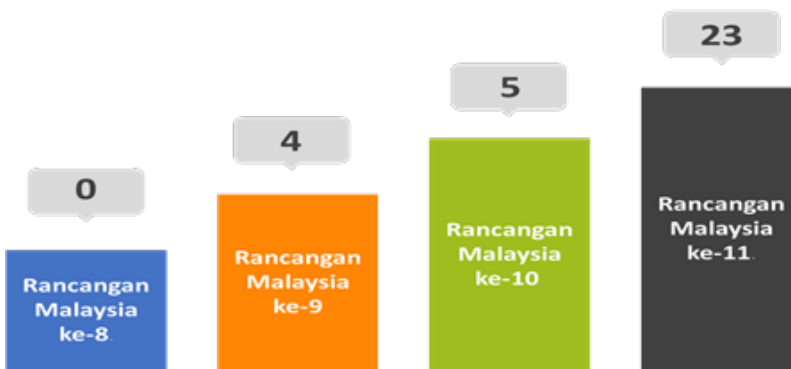 0
Rancangan
Malaysia
ke-8.
4
Rancangan
Malaysia
ke-9
5
Rancangan
Malaysia
ke-10
23
Rancangan
Malaysia
ke-11.